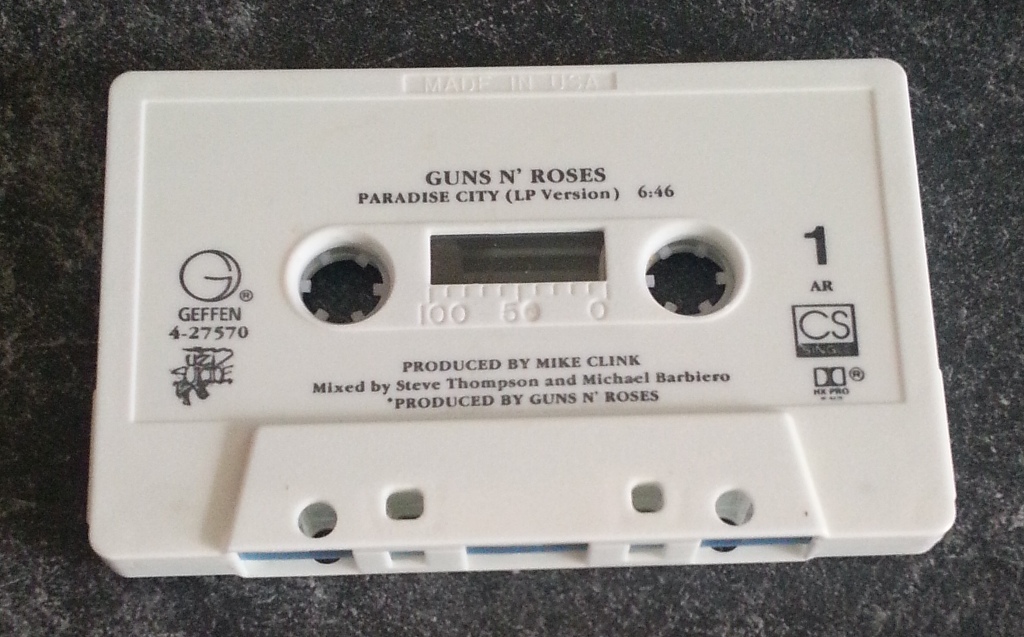 MADE IN USA
GUNS N' ROSES
PARADISE CITY (LP Version) 6:46
1
AR
G®
GEFFEN
4-27570
UZI
SUICIDE
100 50 0
CS
SINGLE
®
HX PRO
PRODUCED BY MIKE CLINK
Mixed by Steve Thompson and Michael Barbiero
*PRODUCED BY GUNS N' ROSES